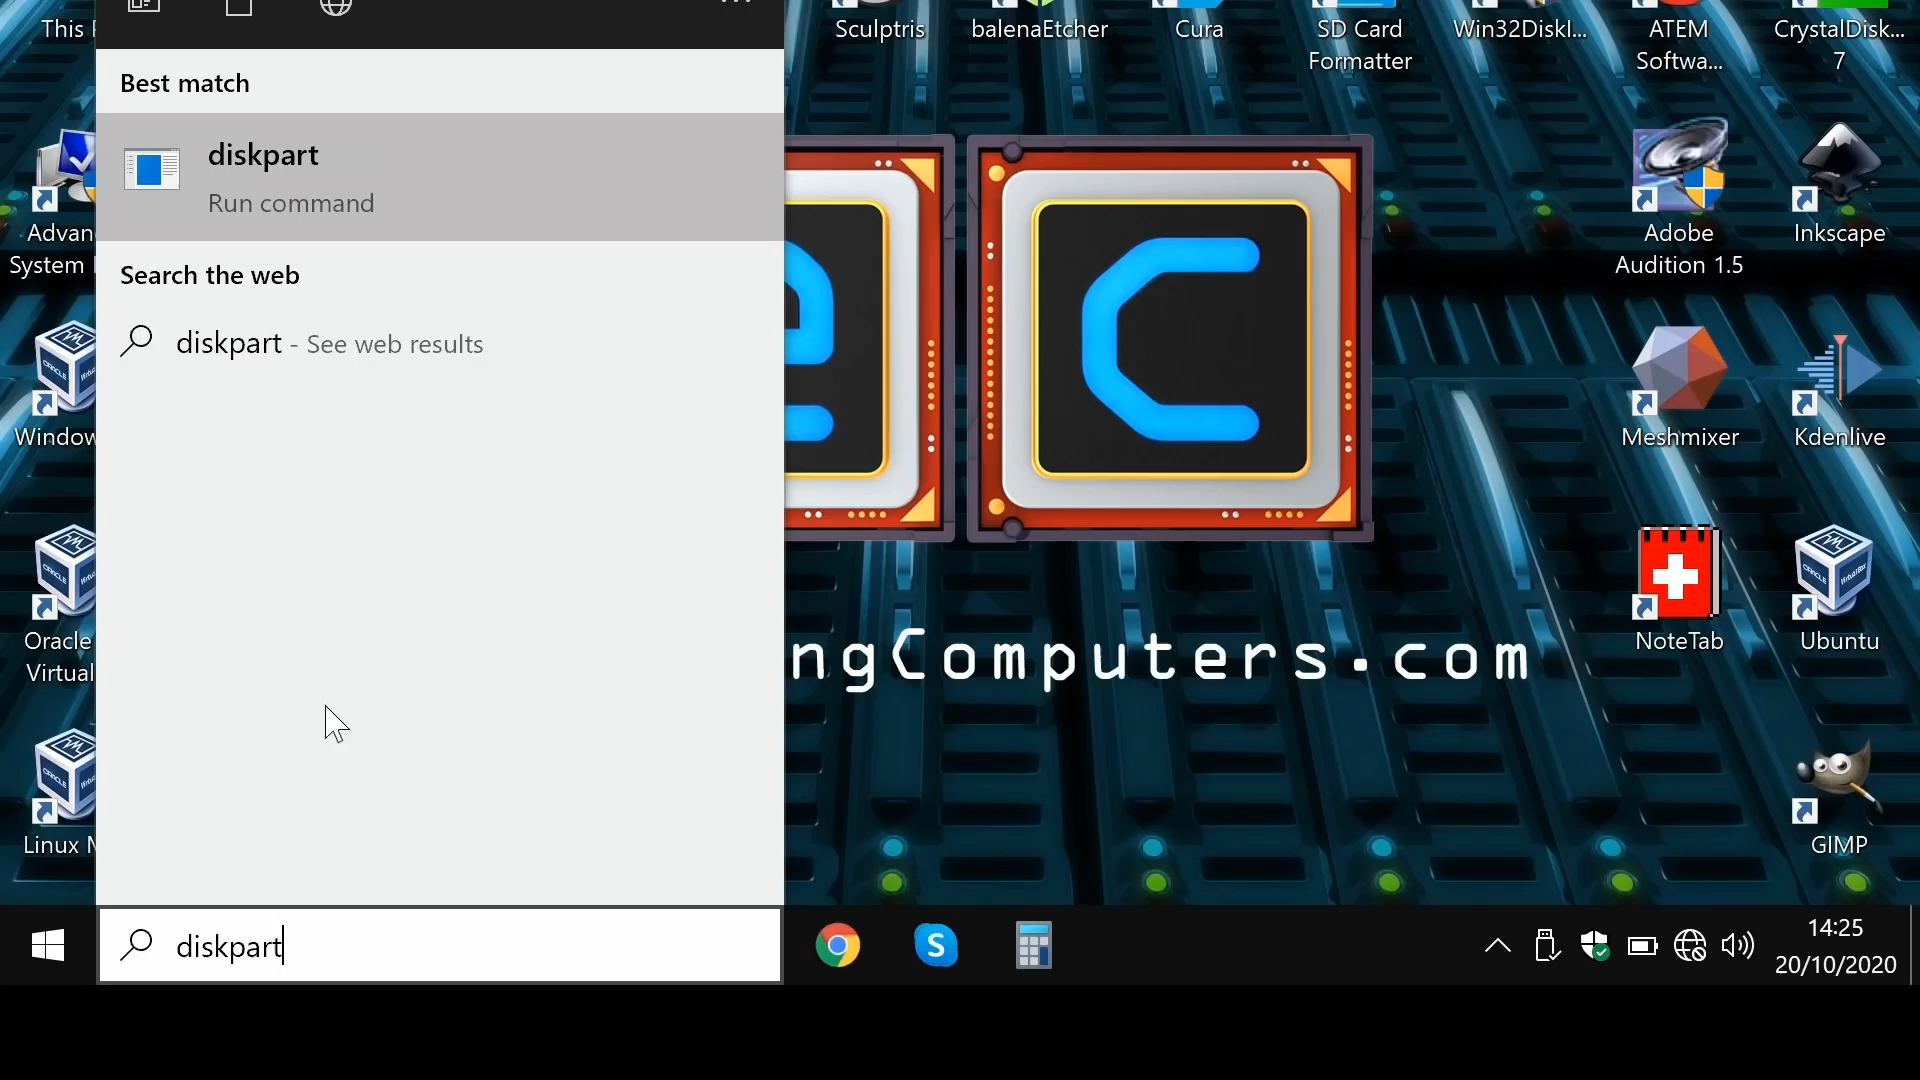 This
Sculptris
balenaEtcher
Cura
SD Card
Formatter
Win32DiskI...
ATEM
Softwa...
CrystalDisk...
7
Best match
diskpart
Run command
Search the web
diskpart - See web results
Advan
System
Window
Oracle
Virtual
Linux M
e
c
ngComputers.com
Adobe
Audition 1.5
Inkscape
Meshmixer
Kdenlive
NoteTab
Ubuntu
GIMP
diskpart
S
14:25
20/10/2020